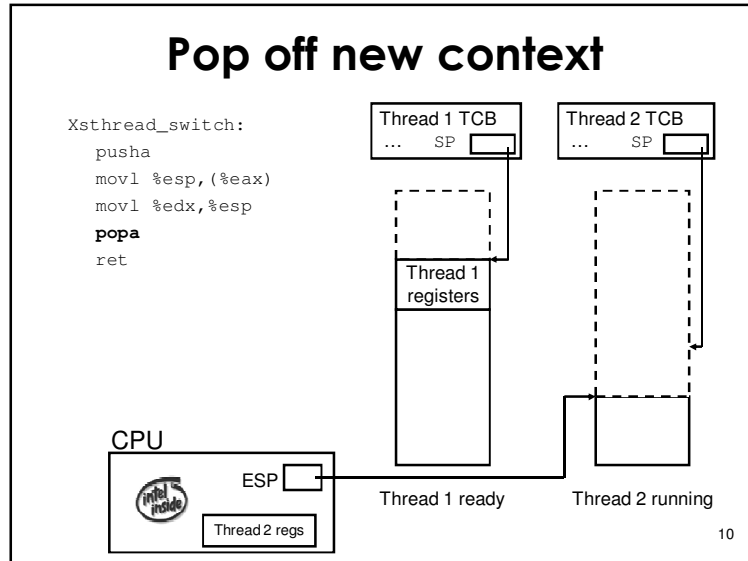 Pop off new context
Xsthread_switch:
pusha
movl %esp,(%eax)
movl %edx,%esp
popa
ret
Thread 1 TCB
... SP
Thread 2 TCB
... SP
Thread 1
registers
CPU
ESP
intel
inside
Thread 2 regs
Thread 1 ready
Thread 2 running
10